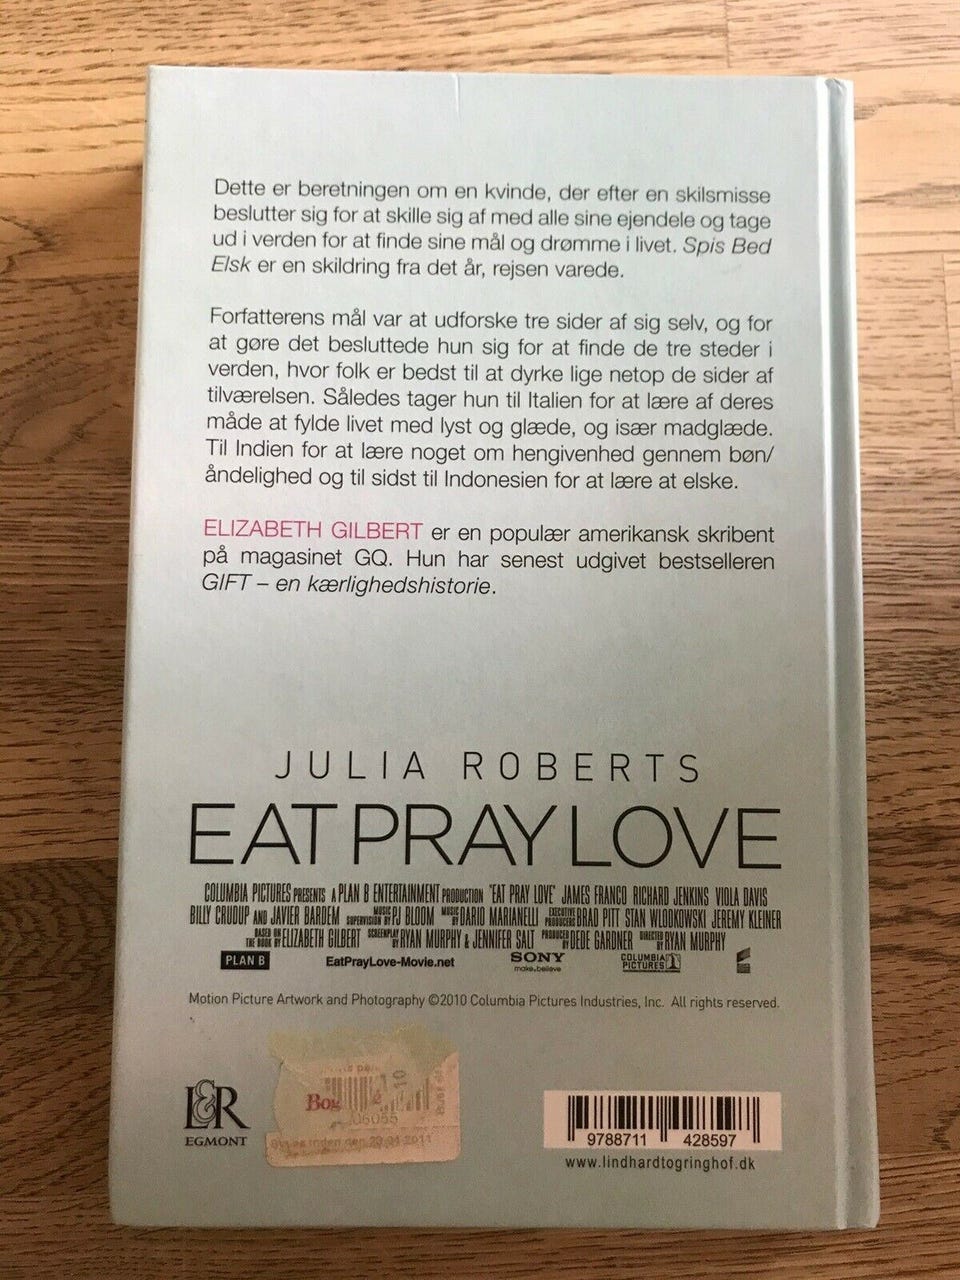 Dette er beretningen om en kvinde, der efter en skilsmisse
beslutter sig for at skille sig af med alle sine ejendele og tage
ud i verden for at finde sine mål og drømme i livet. Spis Bed
Elsk er en skildring fra det år, rejsen varede.
Forfatterens mål var at udforske tre sider af sig selv, og for
at gøre det besluttede hun sig for at finde de tre steder i
verden, hvor folk er bedst til at dyrke lige netop de sider af
tilværelsen. Således tager hun til Italien for at lære af deres
måde at fylde livet med lyst og glæde, og især madglæde.
Til Indien for at lære noget om hengivenhed gennem bøn/
åndelighed og til sidst til Indonesien for at lære at elske.
ELIZABETH GILBERT er en populær amerikansk skribent
på magasinet GQ. Hun har senest udgivet bestselleren
GIFT – en kærlighedshistorie.
JULIA ROBERTS
EAT PRAY LOVE
COLUMBIA PICTURES PRESENTS A PLAN B ENTERTAINMENT PRODUCTION "EAT PRAY LOVE" JAMES FRANCO RICHARD JENKINS VIOLA DAVIS
BILLY CRUDUP AND JAVIER BARDEM MUSIC SUPERVISION BY PJ BLOOM MUSIC BY DARIO MARIANELLI EXECUTIVE PRODUCERS BRAD PITT STAN WLODKOWSKI JEREMY KLEINER
BASED ON THE BOOK BY ELIZABETH GILBERT SCREENPLAY BY RYAN MURPHY & JENNIFER SALT PRODUCED BY DEDE GARDNER DIRECTED BY RYAN MURPHY
PLAN B EatPrayLove-Movie.net SONY make.believe COLUMBIA PICTURES
Motion Picture Artwork and Photography ©2010 Columbia Pictures Industries, Inc. All rights reserved.
L&R
EGMONT
Bog
10
06055
inden den 29.04.2011
9788711 428597
www.lindhardtogringhof.dk